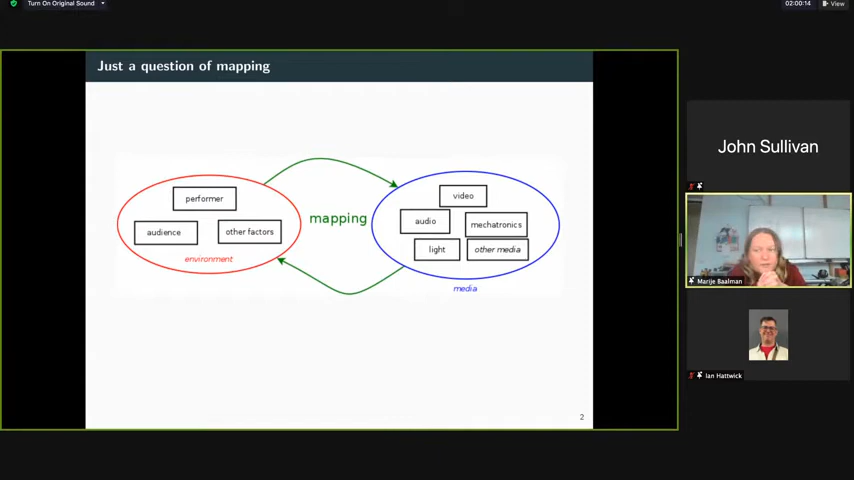 Turn On Original Sound
02:00:14
View
Just a question of mapping
performer
audience
other factors
environment
mapping
video
audio
mechatronics
light
other media
media
2
John Sullivan
Marije Baalman
Ian Hattwick